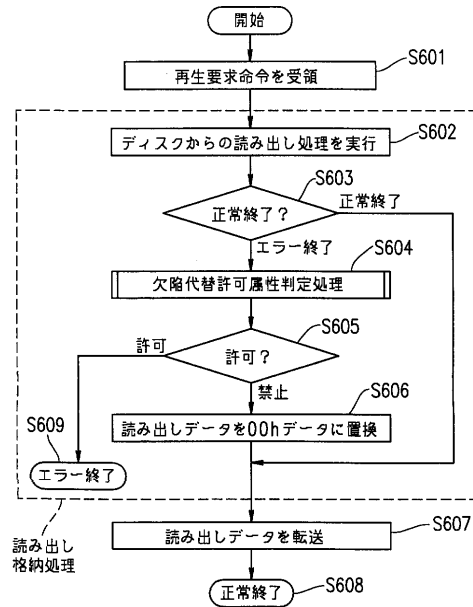 開始
再生要求命令を受領
S601
ディスクからの読み出し処理を実行
S602
S603
正常終了？
正常終了
エラー終了
S604
欠陥代替許可属性判定処理
S605
許可？
許可
禁止
S606
読み出しデータを00hデータに置換
S609
エラー終了
読み出し
格納処理
読み出しデータを転送
S607
正常終了
S608